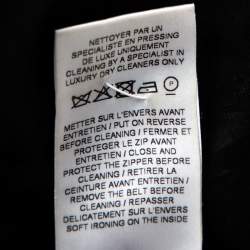 NETTOYER PAR UN
SPECIALISTE EN PRESSING
DE LUXE UNIQUEMENT
CLEANING BY A SPECIALIST IN
LUXURY DRY CLEANERS ONLY
P
METTER SUR L'ENVERS AVANT
ENTRETIEN / PUT ON REVERSE
BEFORE CLEANING / FERMER ET
PROTEGER LE ZIP AVANT
ENTRETIEN / CLOSE AND
PROTECT THE ZIPPER BEFORE
CLEANING / RETIRER LA
CEINTURE AVANT ENTRETIEN /
REMOVE THE BELT BEFORE
CLEANING / REPASSER
DELICATEMENT SUR L'ENVERS
SOFT IRONING ON THE INSIDE